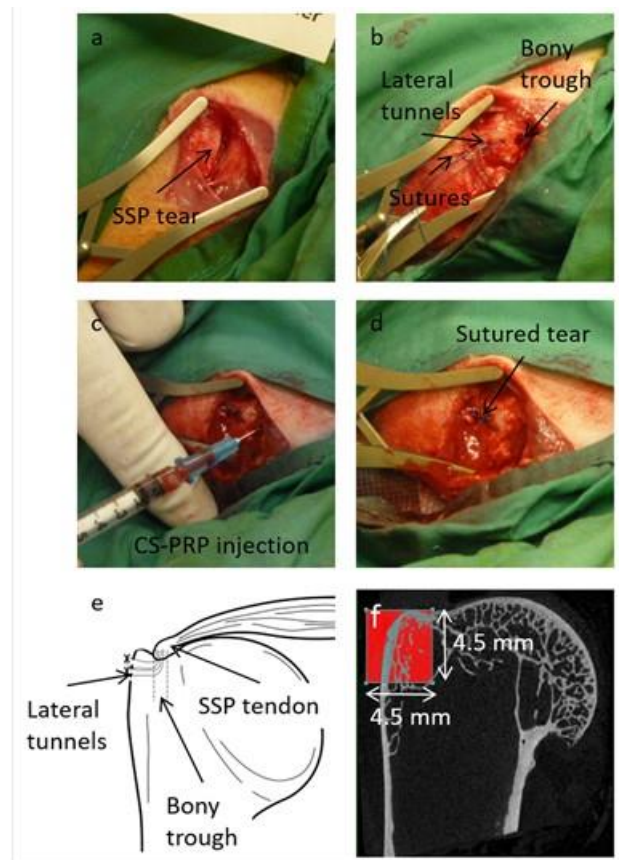 a
SSP tear
b
Bony
trough
Lateral
tunnels
Sutures
c
CS-PRP injection
d
Sutured tear
e
x
Lateral
tunnels
SSP tendon
Bony
trough
f
4.5 mm
4.5 mm